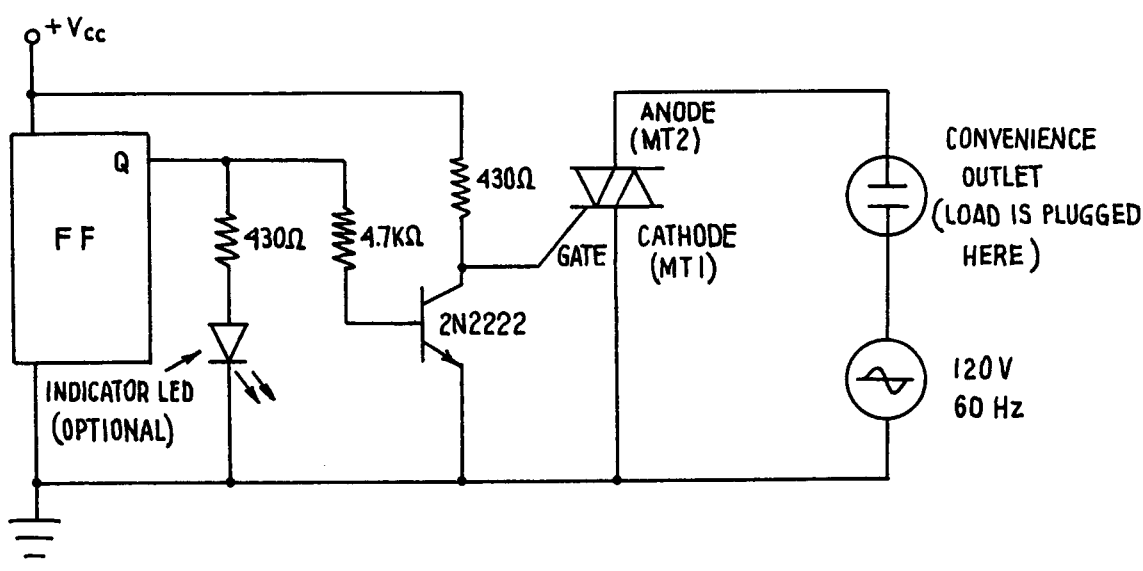 +Vcc
Q
FF
430Ω
4.7KΩ
430Ω
2N2222
INDICATOR LED
(OPTIONAL)
ANODE
(MT2)
GATE
CATHODE
(MT1)
CONVENIENCE
OUTLET
(LOAD IS PLUGGED
HERE)
120V
60 Hz